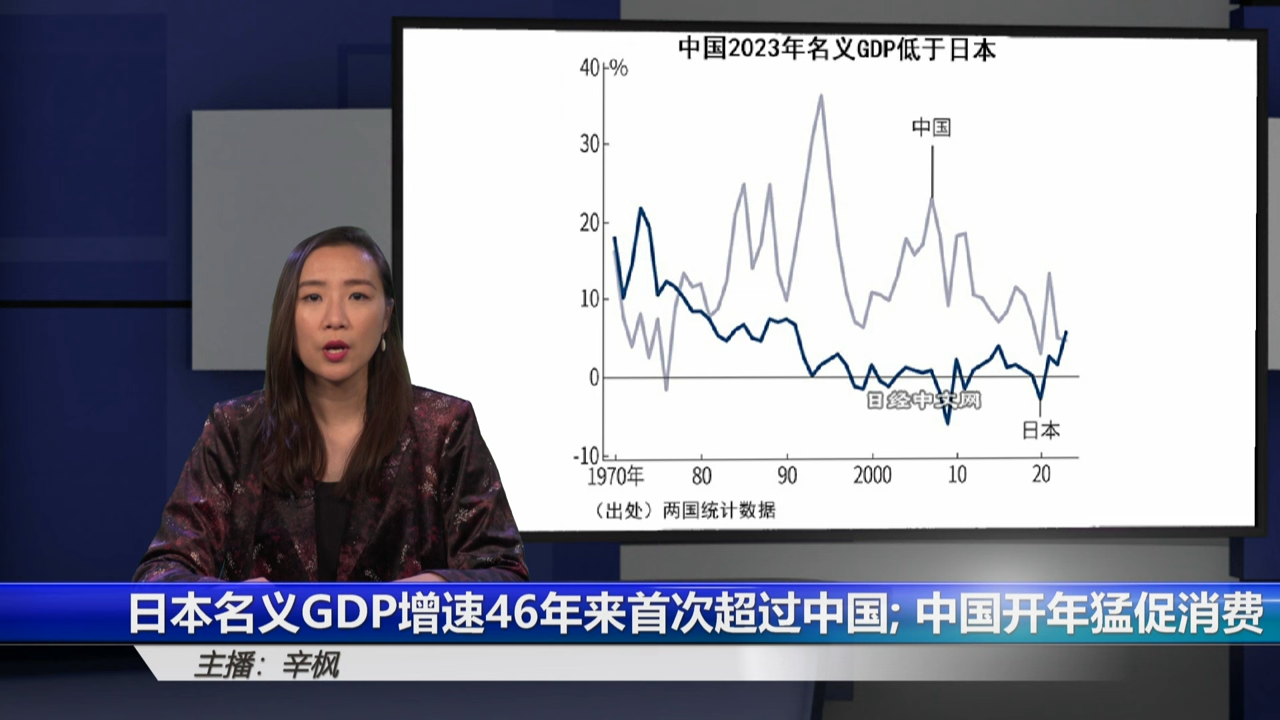 中国2023年名义GDP低于日本
40 %
30
20
10
0
-10
中国
日经中文网
日本
1970年 80 90 2000 10 20
（出处）两国统计数据
日本名义GDP增速46年来首次超过中国; 中国开年猛促消费
主播：辛枫